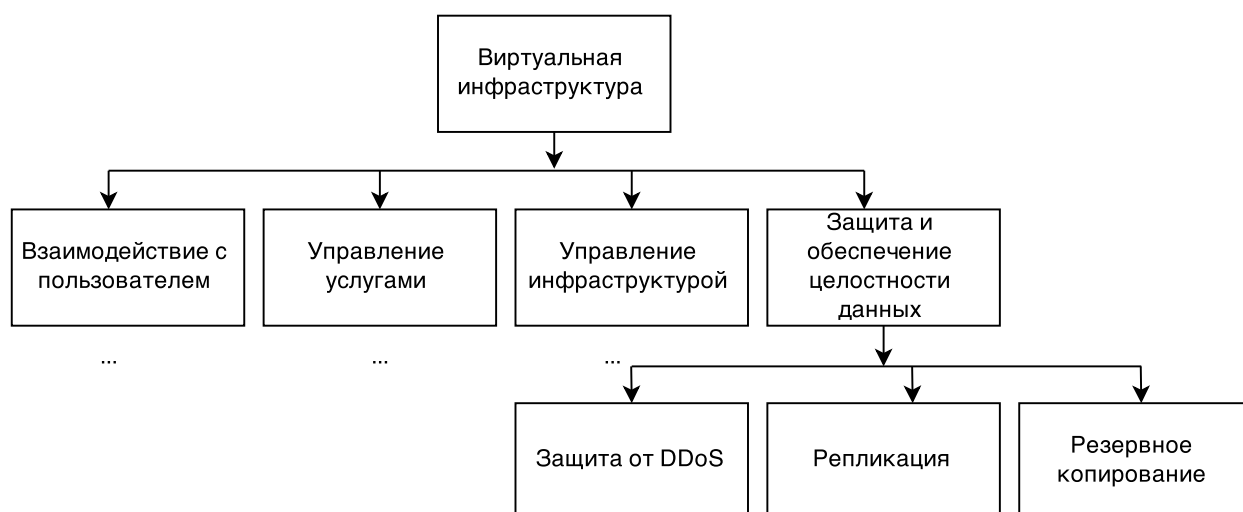 Виртуальная
инфраструктура
Взаимодействие с
пользователем
Управление
услугами
Управление
инфраструктурой
Защита и
обеспечение
целостности
данных
...
...
...
Защита от DDoS
Репликация
Резервное
копирование